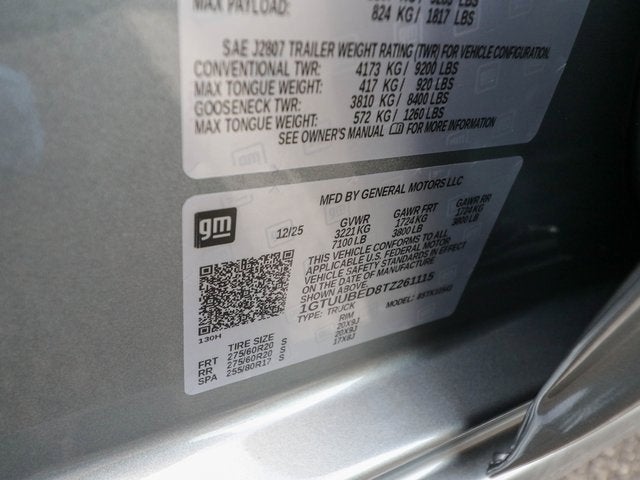 MAX PAYLOAD:
824 KG/ 1817 LBS
SAE J2807 TRAILER WEIGHT RATING (TWR) FOR VEHICLE CONFIGURATION.
CONVENTIONAL TWR: 4173 KG/ 9200 LBS
MAX TONGUE WEIGHT: 417 KG/ 920 LBS
GOOSENECK TWR: 3810 KG/ 8400 LBS
MAX TONGUE WEIGHT: 572 KG/ 1260 LBS
SEE OWNER'S MANUAL FOR MORE INFORMATION
MFD BY GENERAL MOTORS LLC
gm
12/25 GVWR GAWR FRT GAWR RR
3221 KG 1724 KG 1724 KG
7100 LB 3800 LB 3800 LB
THIS VEHICLE CONFORMS TO ALL
APPLICABLE U.S. FEDERAL MOTOR
VEHICLE SAFETY STANDARDS IN EFFECT
ON THE DATE OF MANUFACTURE
SHOWN ABOVE.
1GTUUBED8TZ261115
TYPE: TRUCK MODEL:
130H
TIRE SIZE RIM
FRT 275/60R20 S 20X9J
RR 275/60R20 S 20X9J
SPA 255/80R17 S 17X8J